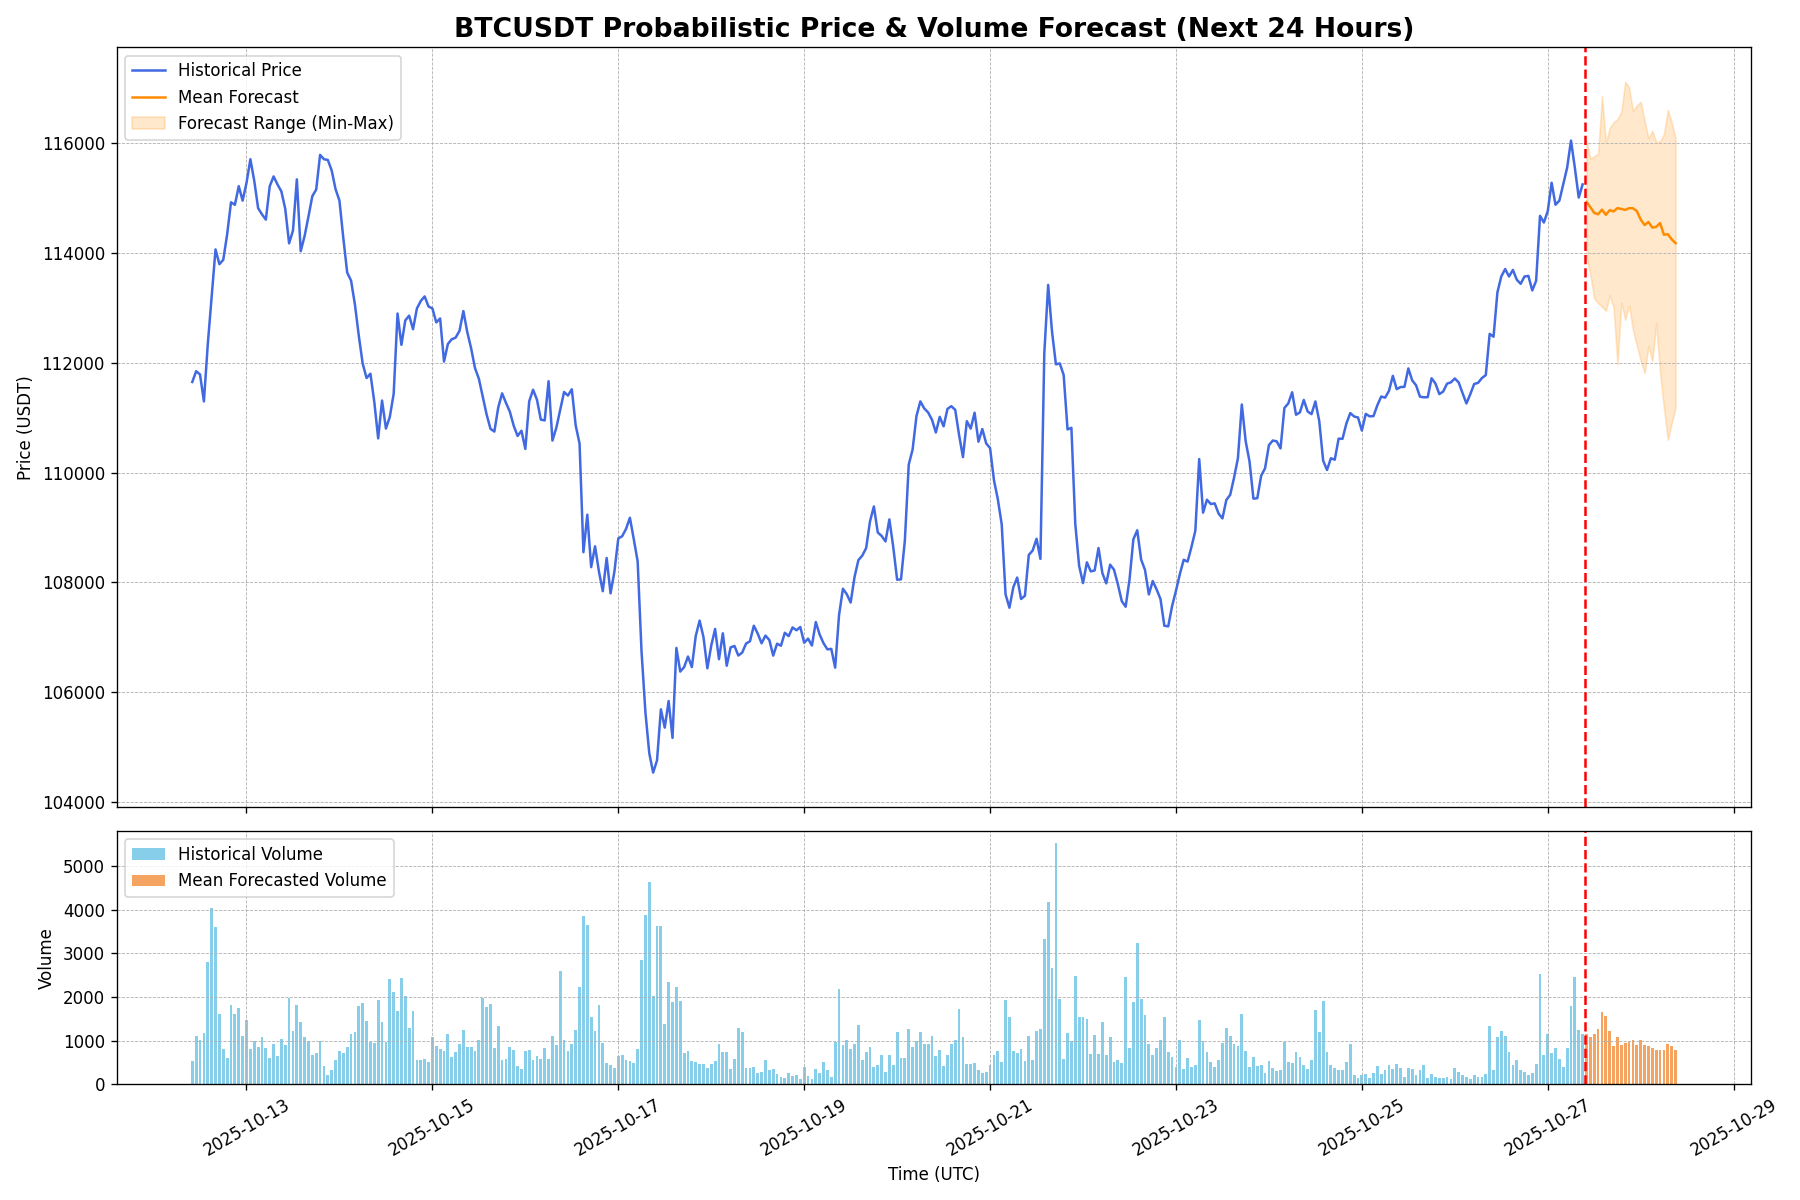 BTCUSDT Probabilistic Price & Volume Forecast (Next 24 Hours)
Historical Price
Mean Forecast
Forecast Range (Min-Max)
116000
114000
112000
110000
108000
106000
104000
Price (USDT)
Historical Volume
Mean Forecasted Volume
5000
4000
3000
2000
1000
0
Volume
2025-10-13
2025-10-15
2025-10-17
2025-10-19
2025-10-21
2025-10-23
2025-10-25
2025-10-27
2025-10-29
Time (UTC)